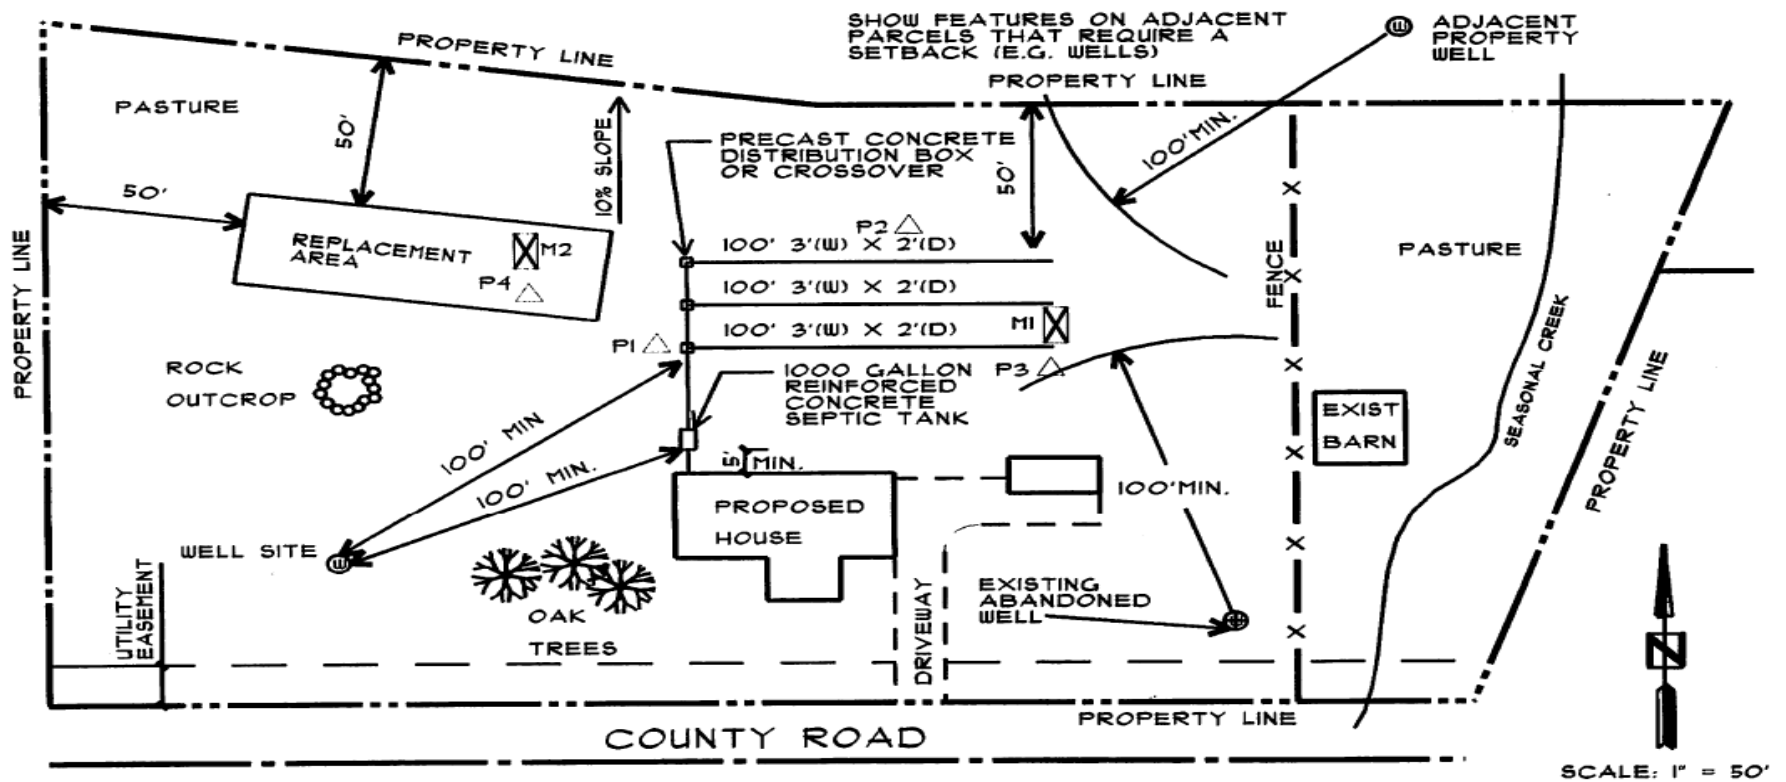 SHOW FEATURES ON ADJACENT
PARCELS THAT REQUIRE A
SETBACK (E.G. WELLS)
ADJACENT
PROPERTY
WELL
PROPERTY LINE
PROPERTY LINE
PASTURE
50'
10% SLOPE
PRECAST CONCRETE
DISTRIBUTION BOX
OR CROSSOVER
50'
100' MIN.
50'
REPLACEMENT
AREA
M2
P4
P2
100' 3'(W) X 2'(D)
100' 3'(W) X 2'(D)
100' 3'(W) X 2'(D)
M1
P1
P3
FENCE
X
X
X
X
X
X
PASTURE
SEASONAL CREEK
PROPERTY LINE
PROPERTY LINE
ROCK
OUTCROP
1000 GALLON
REINFORCED
CONCRETE
SEPTIC TANK
EXIST
BARN
100' MIN
100' MIN.
5'
MIN.
PROPOSED
HOUSE
100' MIN.
WELL SITE
UTILITY
EASEMENT
OAK
TREES
DRIVEWAY
EXISTING
ABANDONED
WELL
PROPERTY LINE
COUNTY ROAD
N
SCALE: 1" = 50'